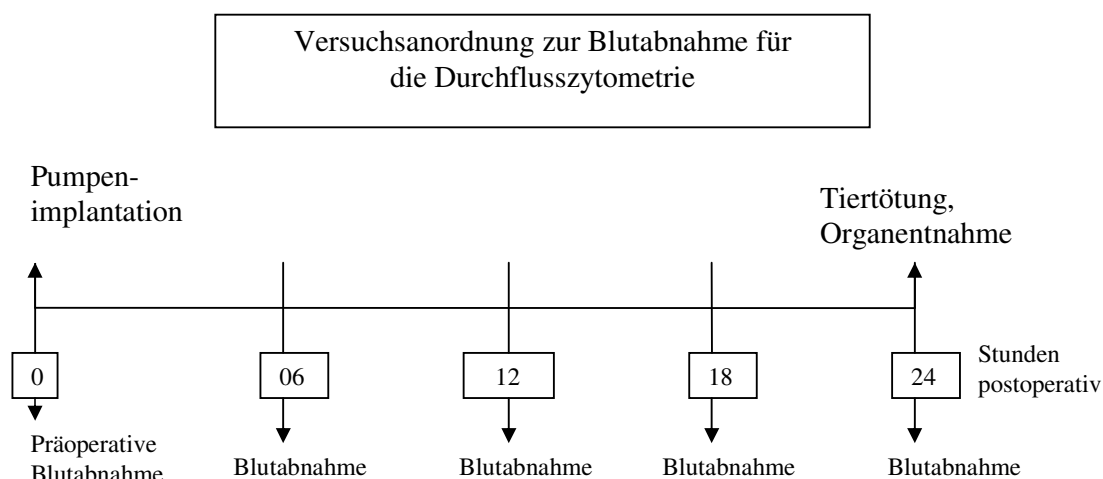 Versuchsanordnung zur Blutabnahme für
die Durchflusszytometrie
Pumpen-
implantation
Tiertötung,
Organentnahme
0
06
12
18
24
Stunden
postoperativ
Präoperative
Blutabnahme
Blutabnahme
Blutabnahme
Blutabnahme
Blutabnahme